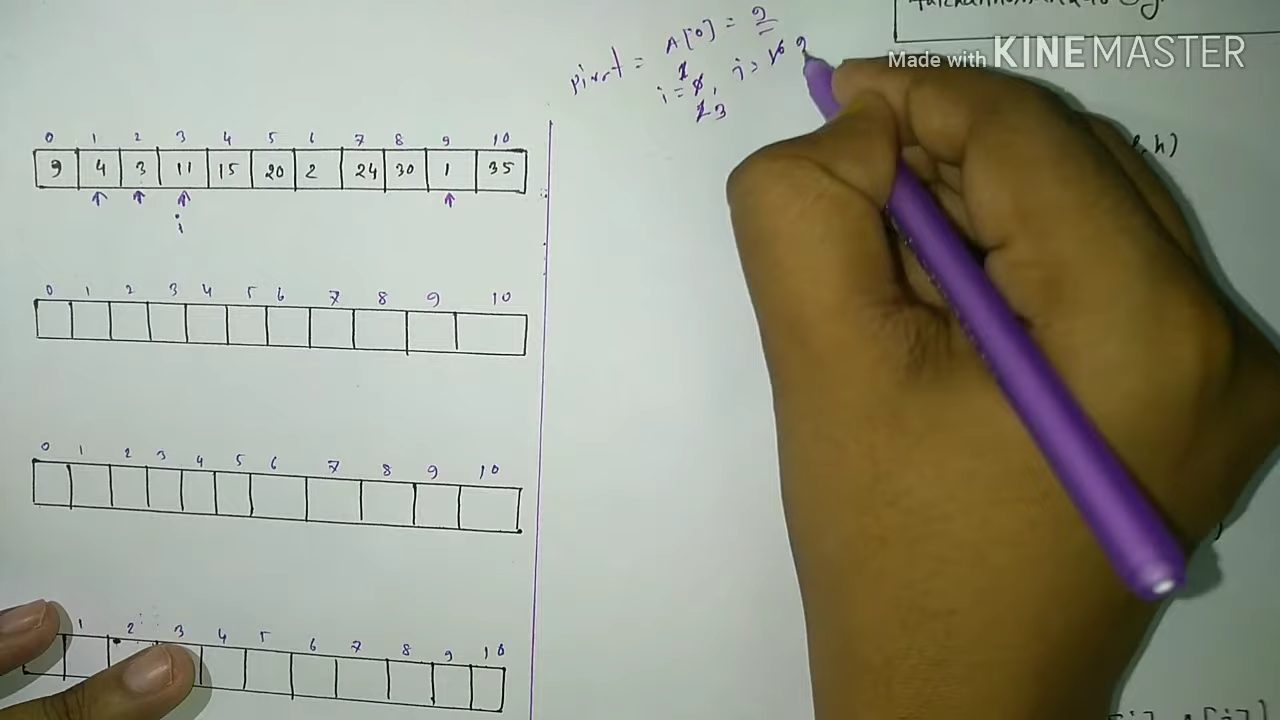 Made with KINEMASTER
pivot = A[0] = 9
i = 0, j = 10 9
1
2 3
h)
0 1 2 3 4 5 6 7 8 9 10
9 4 3 11 15 20 2 24 30 1 35
i
0 1 2 3 4 5 6 7 8 9 10
0 1 2 3 4 5 6 7 8 9 10
1 2 3 4 5 6 7 8 9 10